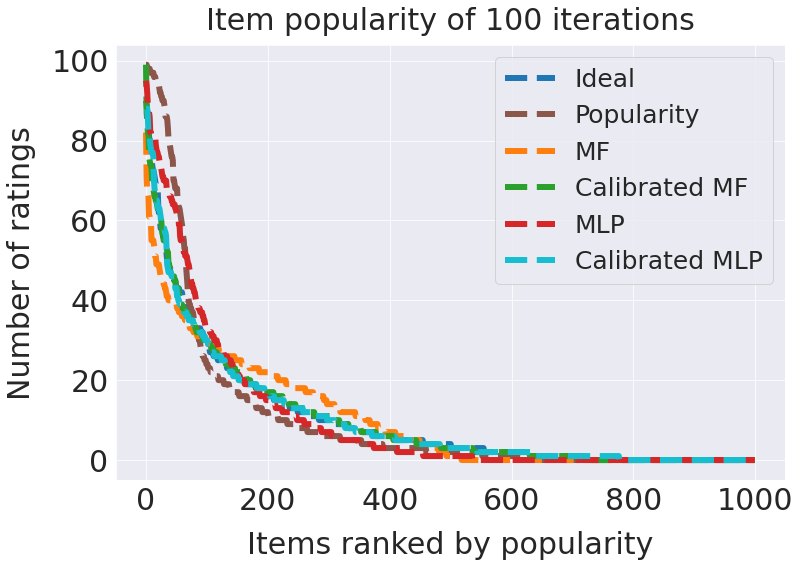 Item popularity of 100 iterations
Number of ratings
100
80
60
40
20
0
Ideal
Popularity
MF
Calibrated MF
MLP
Calibrated MLP
0 200 400 600 800 1000
Items ranked by popularity